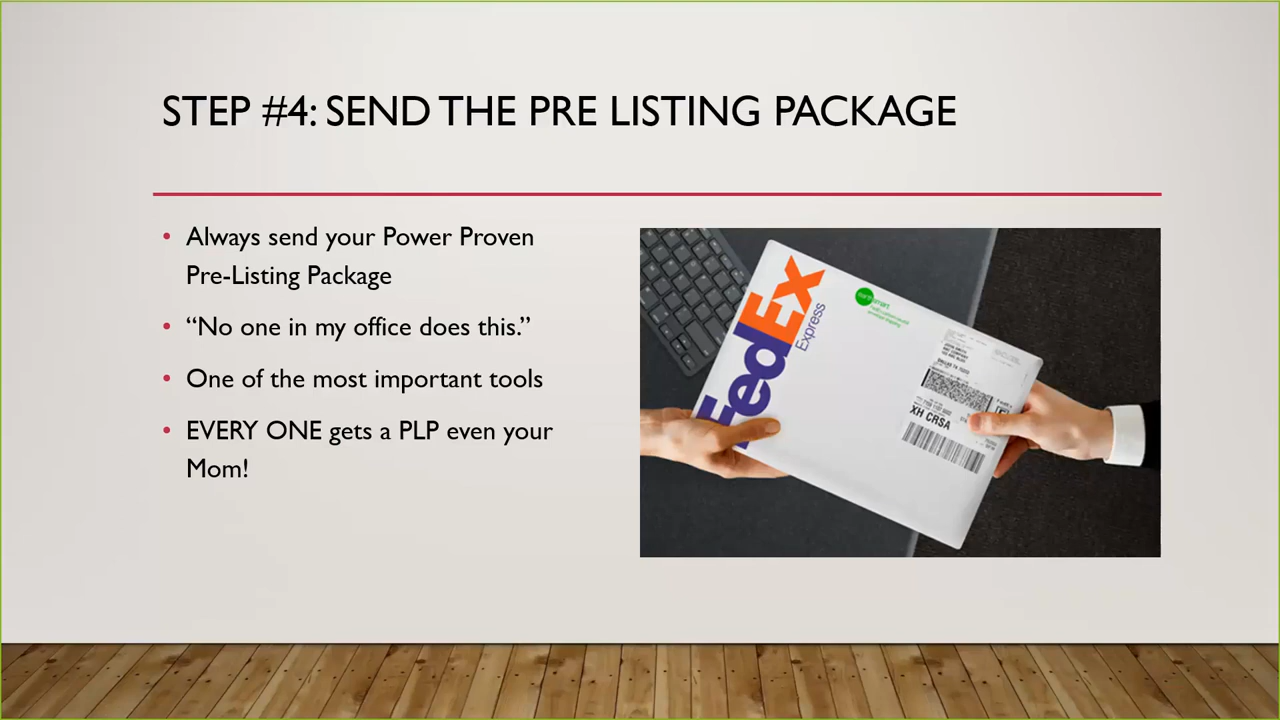 STEP #4: SEND THE PRE LISTING PACKAGE
• Always send your Power Proven
Pre-Listing Package
• “No one in my office does this.”
• One of the most important tools
• EVERY ONE gets a PLP even your
Mom!
FedEx
Express
XH CRSA